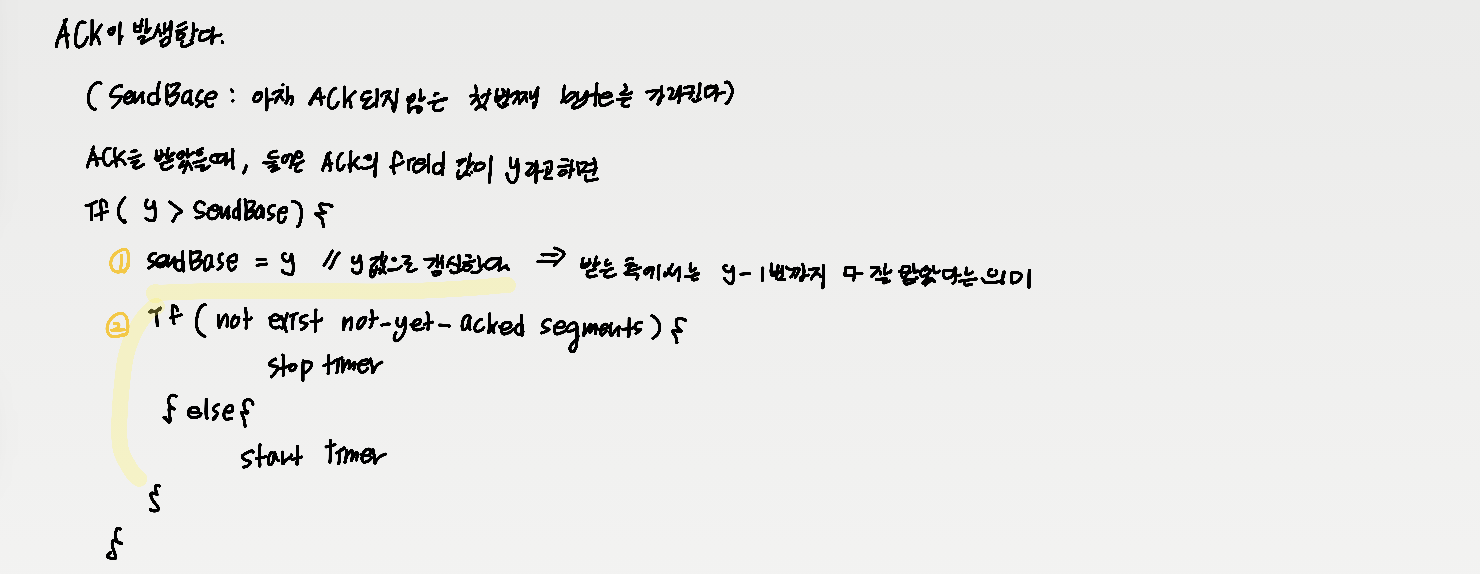 ACK이 발생한다.
(SendBase : 아직 ACK되지 않은 첫번째 byte를 가리킨다)
ACK를 받았을때, 들어온 ACK의 field 값이 y라고하면
If ( y > SendBase) {
① sendBase = y // y값으로 갱신한다 ⇒ 받는 측에서는 y-1번까지 다 잘 받았다는 의미
② If ( not exist not-yet-acked segments) {
stop timer
} else {
start timer
}
}